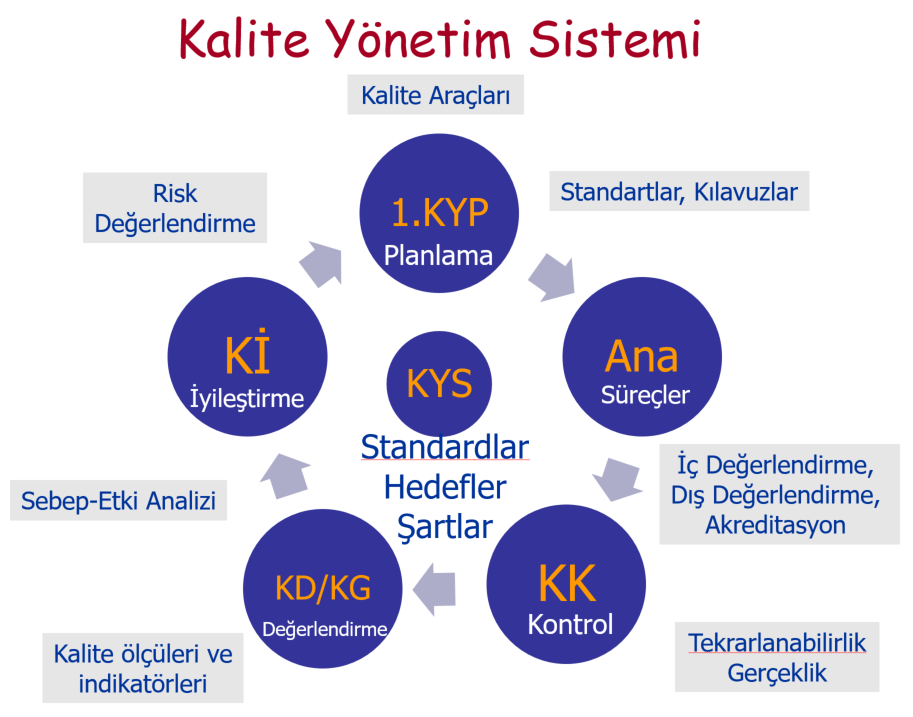 Kalite Yönetim Sistemi
Kalite Araçları
Risk
Değerlendirme
1.KYP
Planlama
Standartlar, Kılavuzlar
Kİ
İyileştirme
KYS
Ana
Süreçler
Standardlar
Hedefler
Şartlar
İç Değerlendirme,
Dış Değerlendirme,
Akreditasyon
Sebep-Etki Analizi
KD/KG
Değerlendirme
KK
Kontrol
Kalite ölçüleri ve
indikatörleri
Tekrarlanabilirlik
Gerçeklik